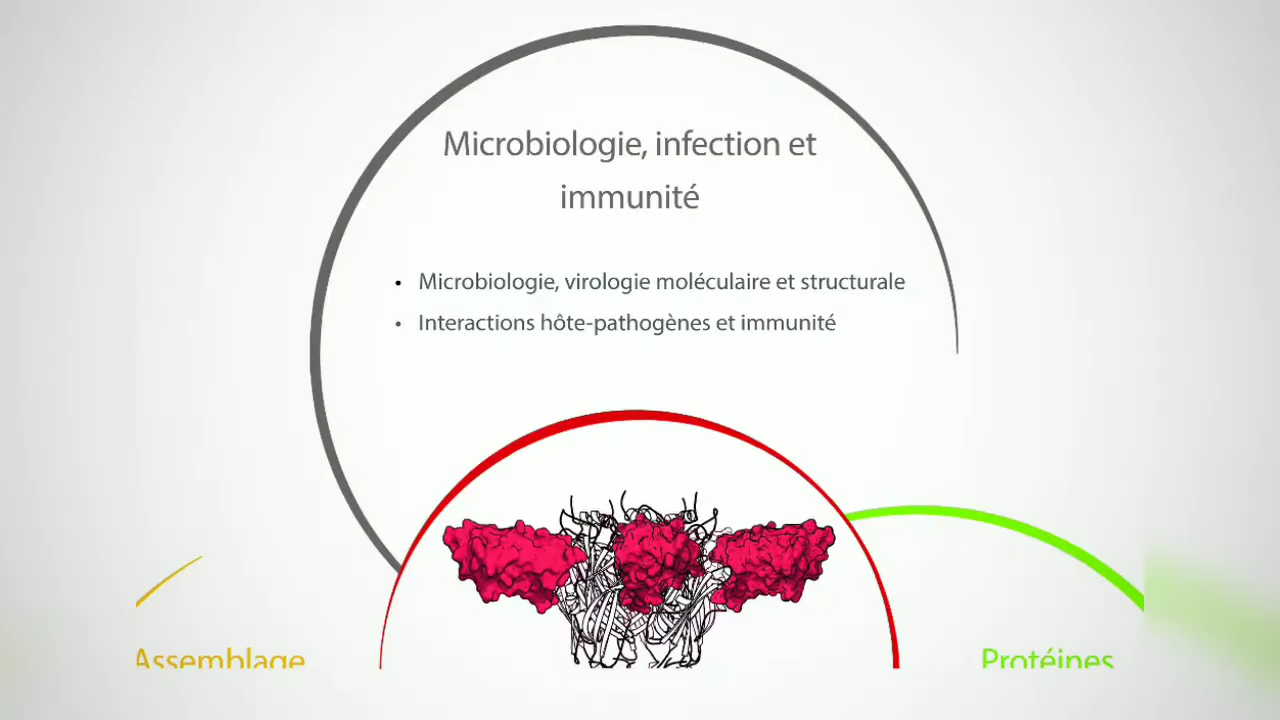 Microbiologie, infection et
immunité
• Microbiologie, virologie moléculaire et structurale
• Interactions hôte-pathogènes et immunité
Assemblage
Protéines